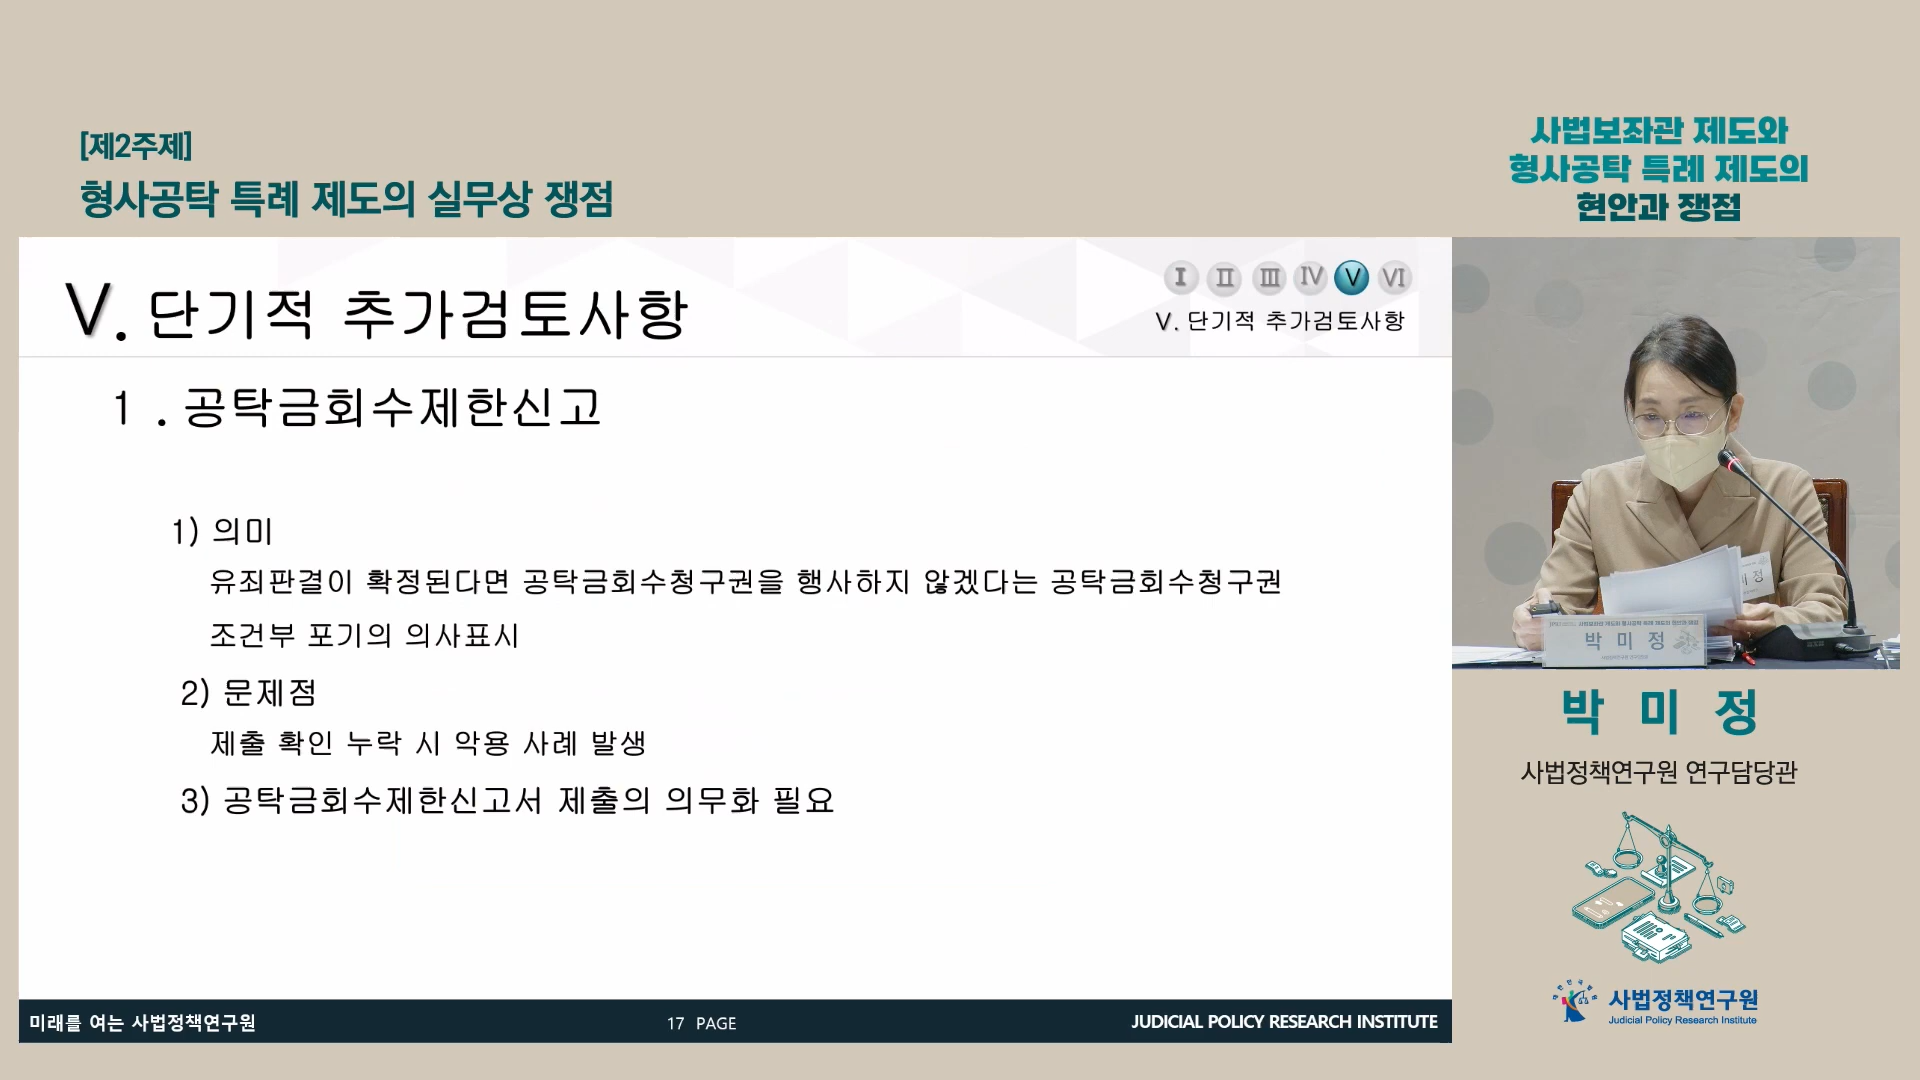 [제2주제]
형사공탁 특례 제도의 실무상 쟁점
사법보좌관 제도와
형사공탁 특례 제도의
현안과 쟁점
Ⅴ. 단기적 추가검토사항
Ⅰ Ⅱ Ⅲ Ⅳ Ⅴ Ⅵ
Ⅴ. 단기적 추가검토사항
1 . 공탁금회수제한신고
1) 의미
유죄판결이 확정된다면 공탁금회수청구권을 행사하지 않겠다는 공탁금회수청구권
조건부 포기의 의사표시
2) 문제점
제출 확인 누락 시 악용 사례 발생
3) 공탁금회수제한신고서 제출의 의무화 필요
미래를 여는 사법정책연구원
17 PAGE
JUDICIAL POLICY RESEARCH INSTITUTE
박 미 정
박 미 정
사법정책연구원 연구담당관
사법정책연구원
Judicial Policy Research Institute